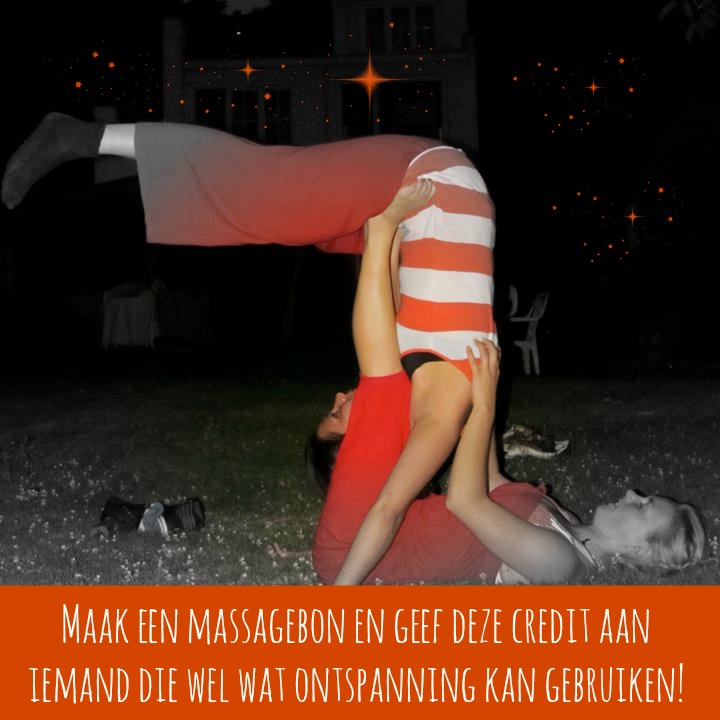 Maak een massagebon en geef deze credit aan
iemand die wel wat ontspanning kan gebruiken!